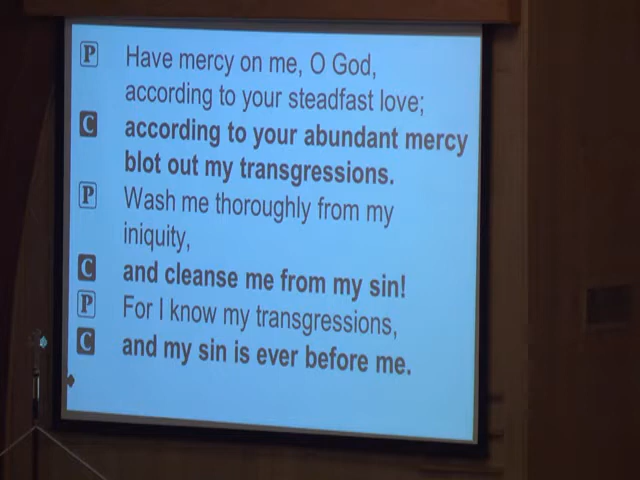 P Have mercy on me, O God,
according to your steadfast love;
C according to your abundant mercy
blot out my transgressions.
P Wash me thoroughly from my
iniquity,
C and cleanse me from my sin!
P For I know my transgressions,
C and my sin is ever before me.